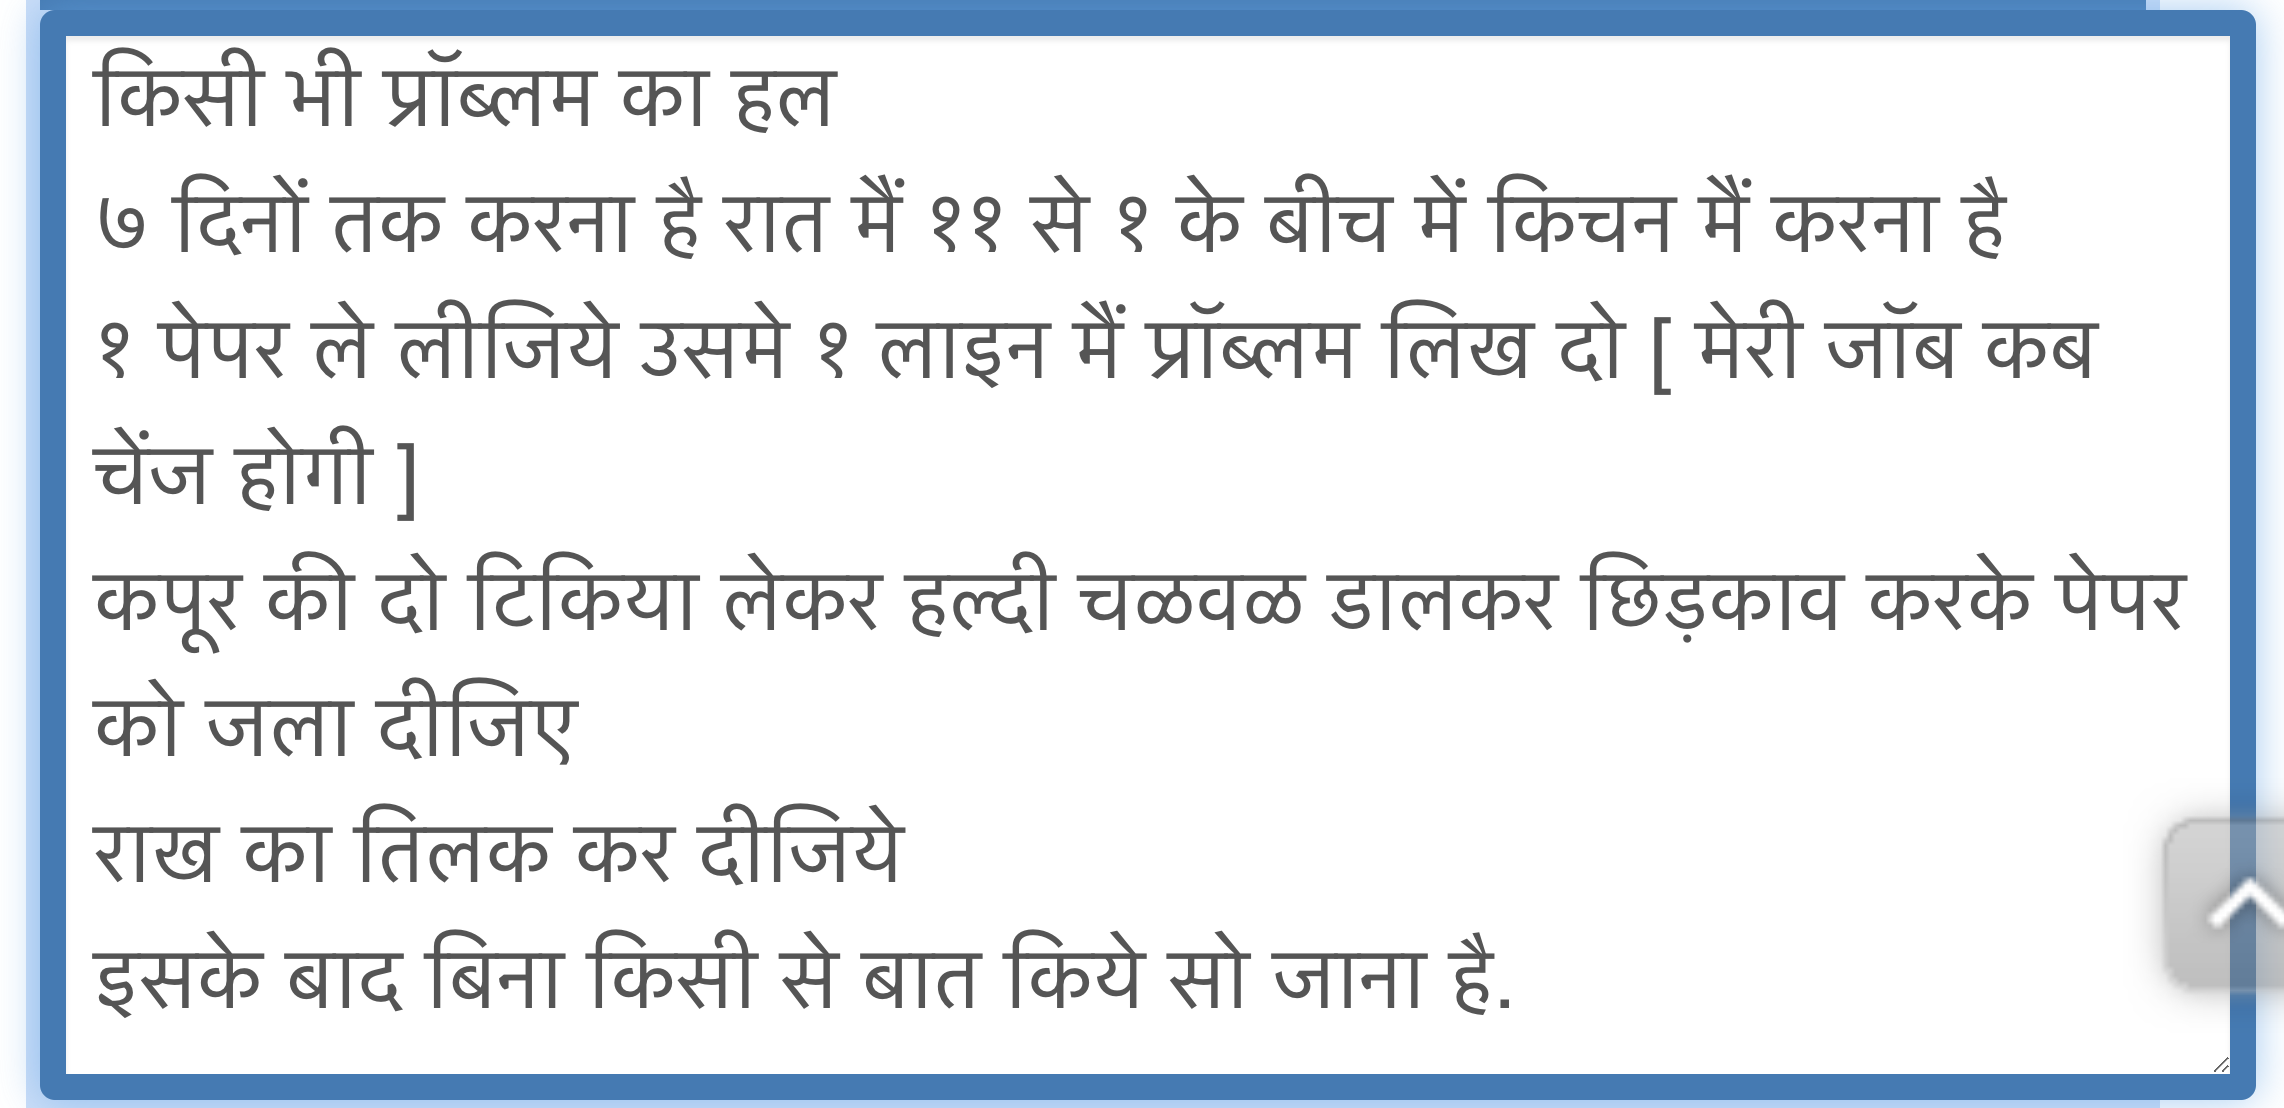 किसी भी प्रॉब्लम का हल
७ दिनों तक करना है रात मैं ११ से १ के बीच में किचन मैं करना है
१ पेपर ले लीजिये उसमे १ लाइन मैं प्रॉब्लम लिख दो [ मेरी जॉब कब
चेंज होगी ]
कपूर की दो टिकिया लेकर हल्दी चळवळ डालकर छिड़काव करके पेपर
को जला दीजिए
राख का तिलक कर दीजिये
इसके बाद बिना किसी से बात किये सो जाना है.